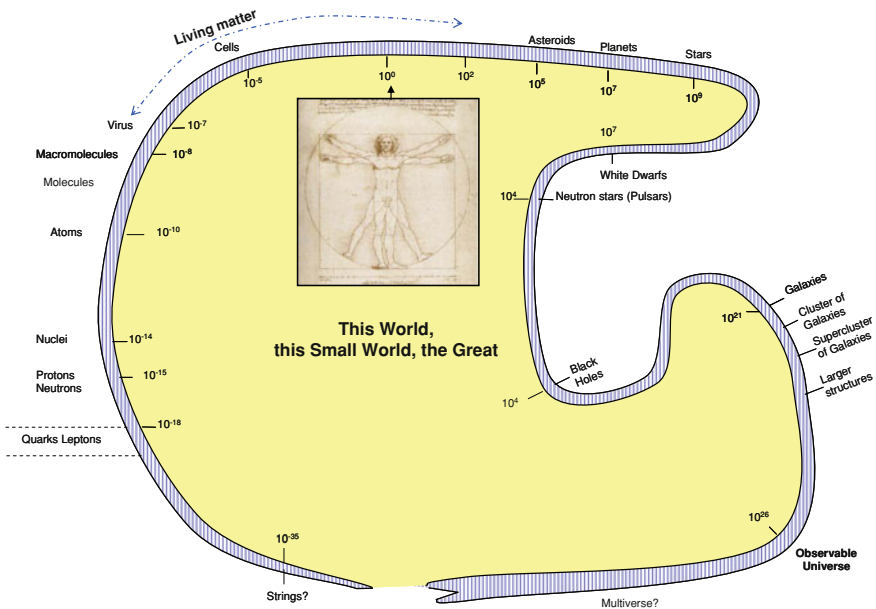 Living matter
Cells
Asteroids
Planets
Stars
10⁻⁵
10⁰
10²
10⁵
10⁷
10⁹
Virus
10⁻⁷
Macromolecules
10⁻⁸
Molecules
10⁷
White Dwarfs
10⁴
Neutron stars (Pulsars)
Atoms
10⁻¹⁰
Galaxies
10²¹
Cluster of
Galaxies
Supercluster
of Galaxies
This World,
this Small World, the Great
Nuclei
10⁻¹⁴
Protons
Neutrons
10⁻¹⁵
Black
Holes
10⁴
Larger
structures
10⁻¹⁸
Quarks Leptons
10²⁶
10⁻³⁵
Observable
Universe
Strings?
Multiverse?